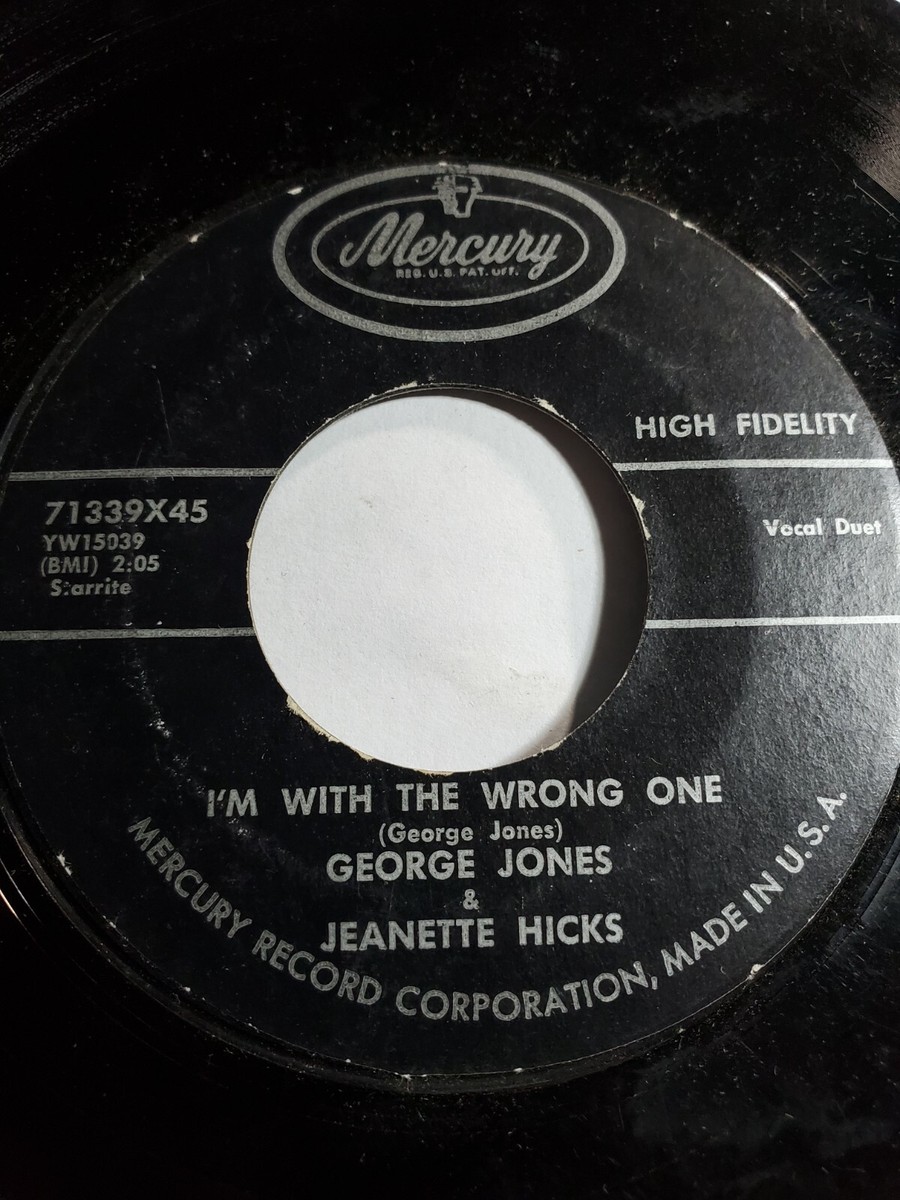 Mercury
REG. U.S. PAT. OFF.
HIGH FIDELITY
71339X45
YW15039
(BMI) 2:05
Starrite
Vocal Duet
I'M WITH THE WRONG ONE
(George Jones)
GEORGE JONES
&
JEANETTE HICKS
MERCURY RECORD CORPORATION, MADE IN U.S.A.